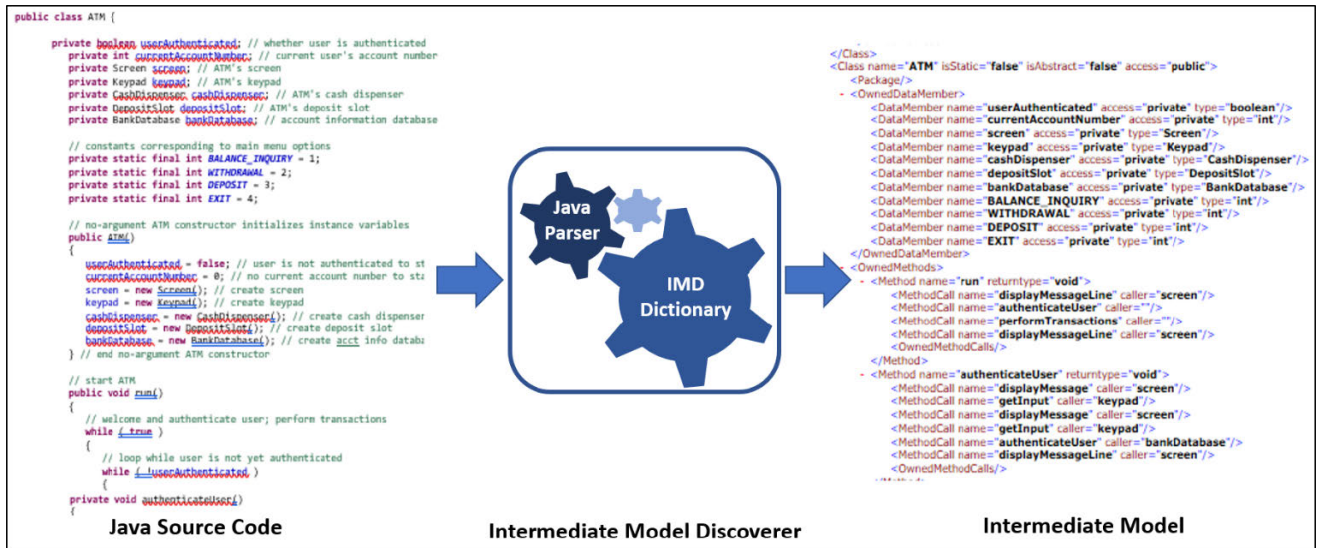 public class ATM {
private boolean userAuthenticated; // whether user is authenticated
private int currentAccountNumber; // current user's account number
private Screen screen; // ATM's screen
private Keypad keypad; // ATM's keypad
private CashDispenser cashDispenser; // ATM's cash dispenser
private DepositSlot depositSlot; // ATM's deposit slot
private BankDatabase bankDatabase; // account information database
// constants corresponding to main menu options
private static final int BALANCE_INQUIRY = 1;
private static final int WITHDRAWAL = 2;
private static final int DEPOSIT = 3;
private static final int EXIT = 4;
// no-argument ATM constructor initializes instance variables
public ATM()
{
userAuthenticated = false; // user is not authenticated to st
currentAccountNumber = 0; // no current account number to sta
screen = new Screen(); // create screen
keypad = new Keypad(); // create keypad
cashDispenser = new CashDispenser(); // create cash dispenser
depositSlot = new DepositSlot(); // create deposit slot
bankDatabase = new BankDatabase(); // create acct info databa
} // end no-argument ATM constructor
// start ATM
public void run()
{
// welcome and authenticate user; perform transactions
while ( true )
{
// loop while user is not yet authenticated
while ( !userAuthenticated )
{
private void authenticateUser()
{
Java Source Code
Java
Parser
IMD
Dictionary
Intermediate Model Discoverer
</Class>
<Class name="ATM" isStatic="false" isAbstract="false" access="public">
<Package/>
- <OwnedDataMember>
<DataMember name="userAuthenticated" access="private" type="boolean"/>
<DataMember name="currentAccountNumber" access="private" type="int"/>
<DataMember name="screen" access="private" type="Screen"/>
<DataMember name="keypad" access="private" type="Keypad"/>
<DataMember name="cashDispenser" access="private" type="CashDispenser"/>
<DataMember name="depositSlot" access="private" type="DepositSlot"/>
<DataMember name="bankDatabase" access="private" type="BankDatabase"/>
<DataMember name="BALANCE_INQUIRY" access="private" type="int"/>
<DataMember name="WITHDRAWAL" access="private" type="int"/>
<DataMember name="DEPOSIT" access="private" type="int"/>
<DataMember name="EXIT" access="private" type="int"/>
</OwnedDataMember>
- <OwnedMethods>
- <Method name="run" returntype="void">
<MethodCall name="displayMessageLine" caller="screen"/>
<MethodCall name="authenticateUser" caller=""/>
<MethodCall name="performTransactions" caller=""/>
<MethodCall name="displayMessageLine" caller="screen"/>
<OwnedMethodCalls/>
</Method>
- <Method name="authenticateUser" returntype="void">
<MethodCall name="displayMessage" caller="screen"/>
<MethodCall name="getInput" caller="keypad"/>
<MethodCall name="displayMessage" caller="screen"/>
<MethodCall name="getInput" caller="keypad"/>
<MethodCall name="authenticateUser" caller="bankDatabase"/>
<MethodCall name="displayMessageLine" caller="screen"/>
<OwnedMethodCalls/>
Intermediate Model